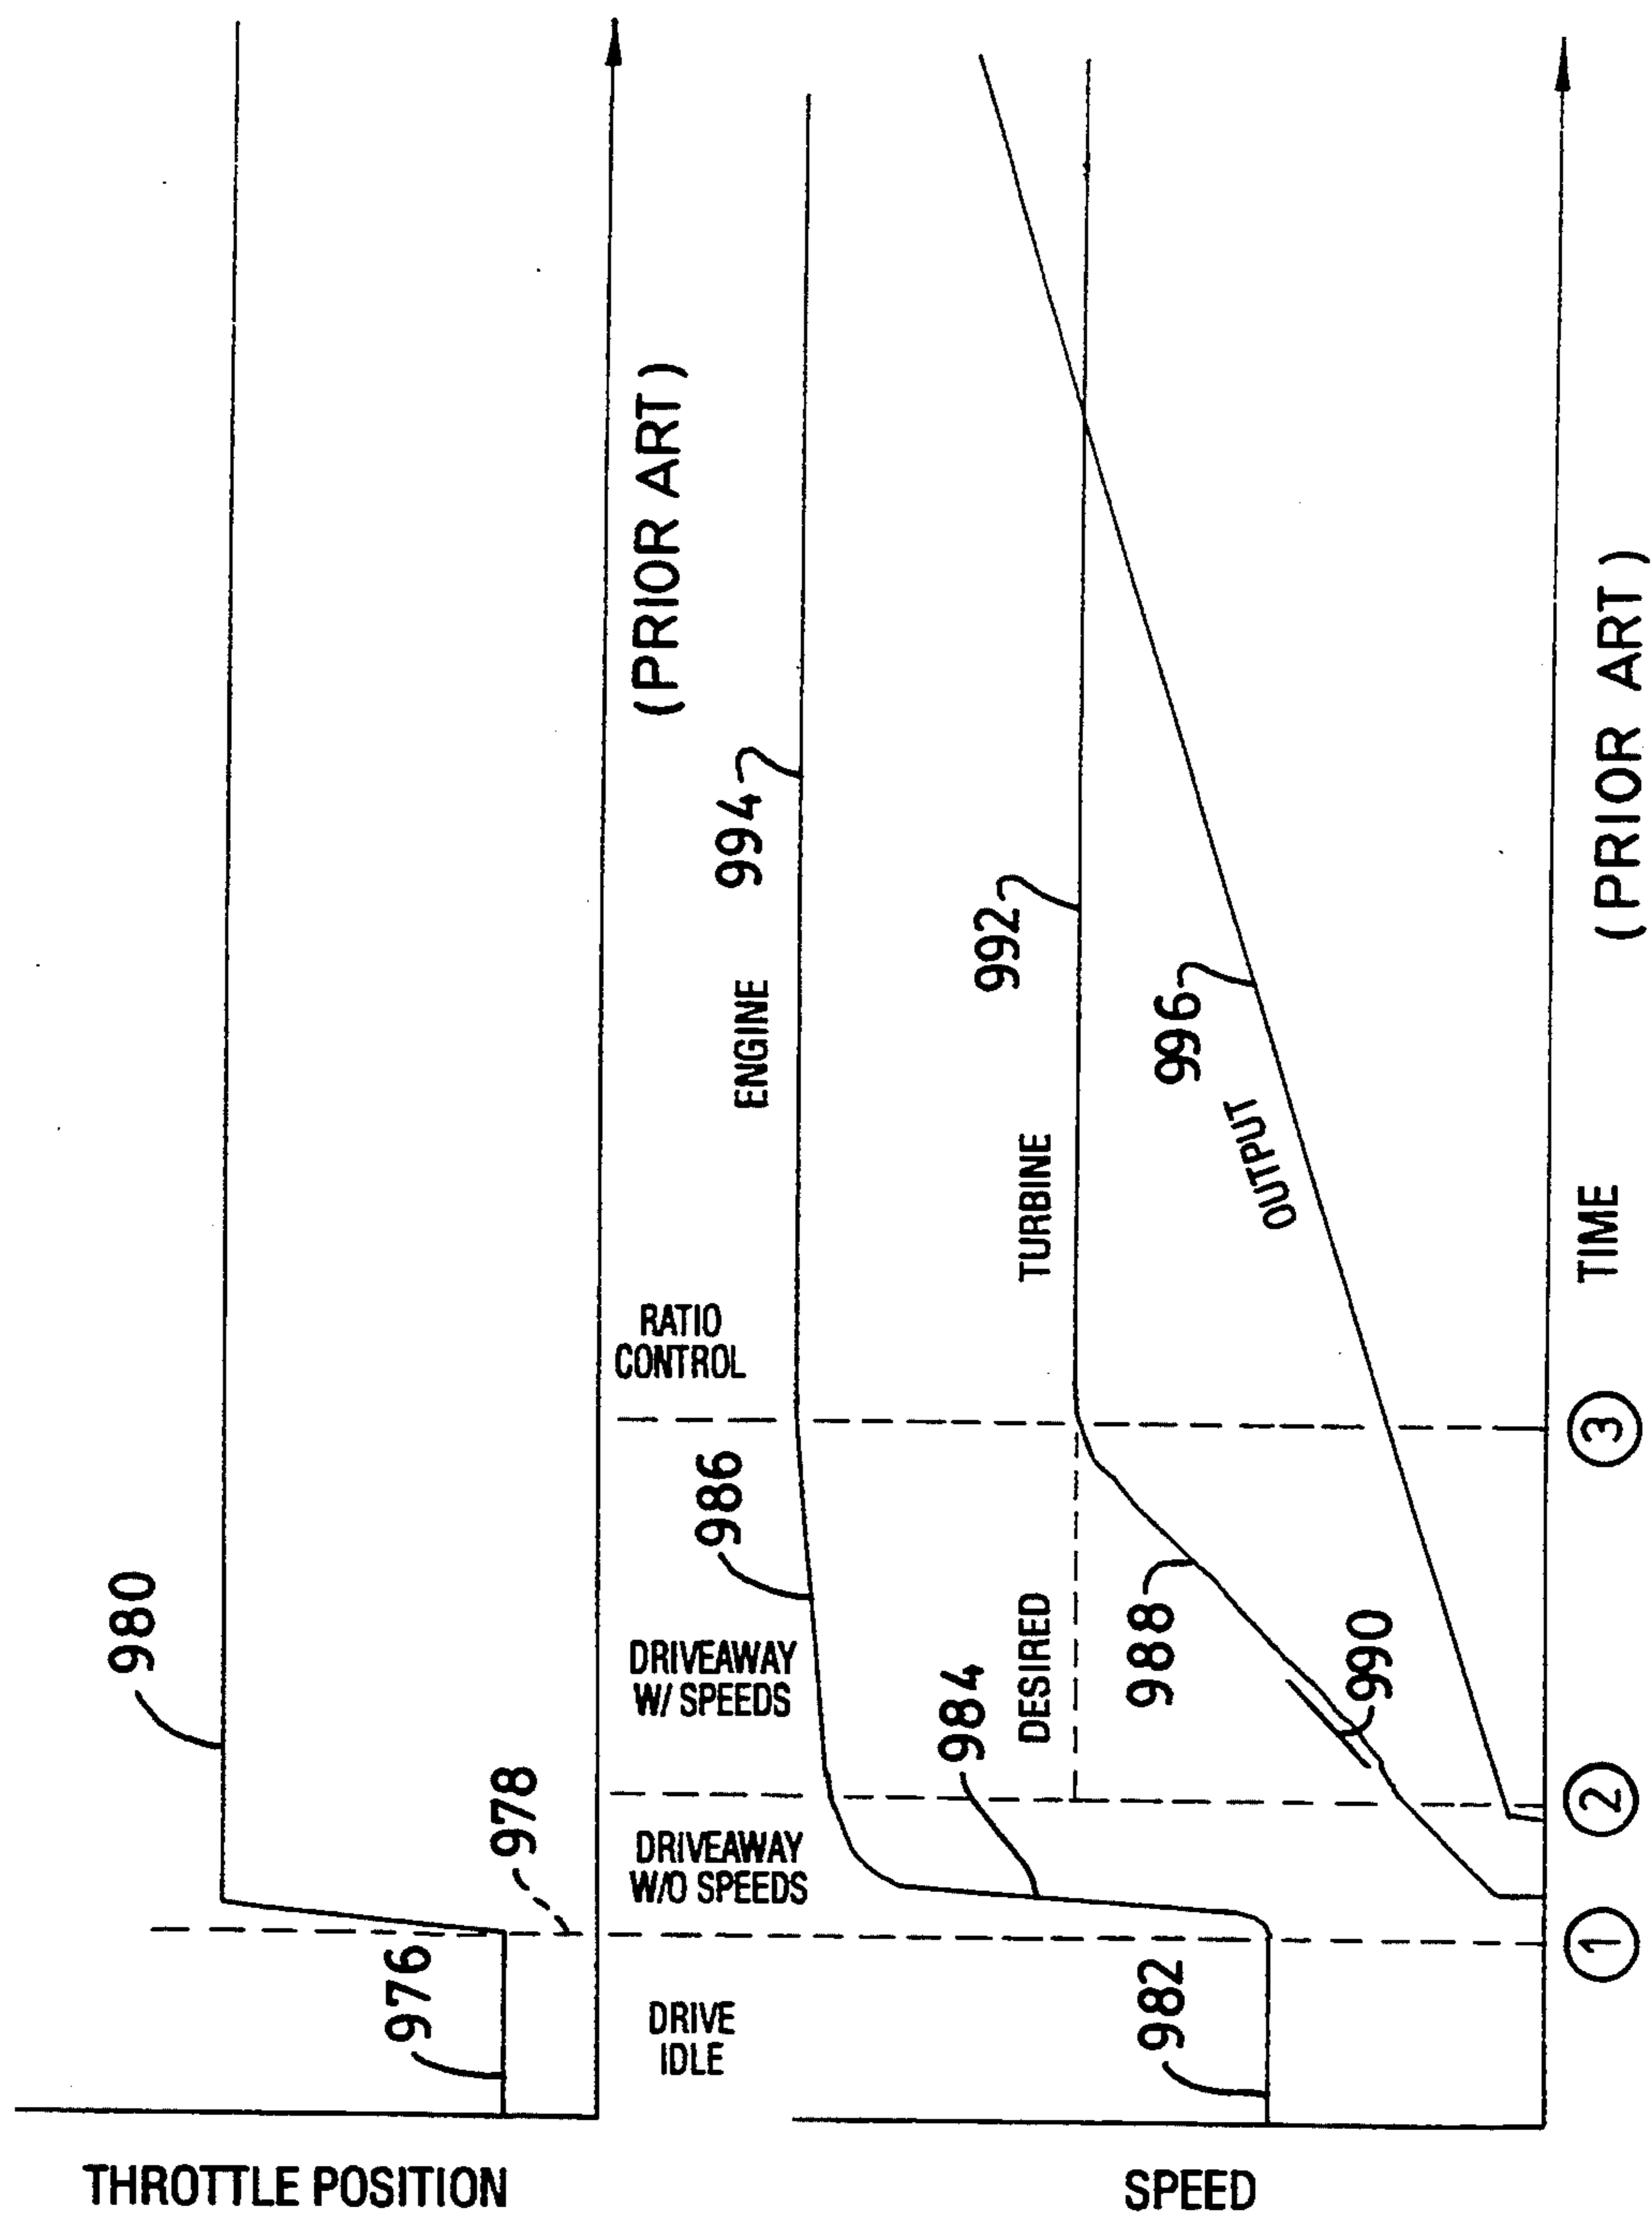 THROTTLE POSITION
980
976
978
(PRIOR ART)
DRIVE
IDLE
DRIVEAWAY
W/O SPEEDS
DRIVEAWAY
W/ SPEEDS
RATIO
CONTROL
986
ENGINE 994
984
DESIRED
TURBINE
992
982
988
990
OUTPUT
996
SPEED
1
2
3
TIME
(PRIOR ART)